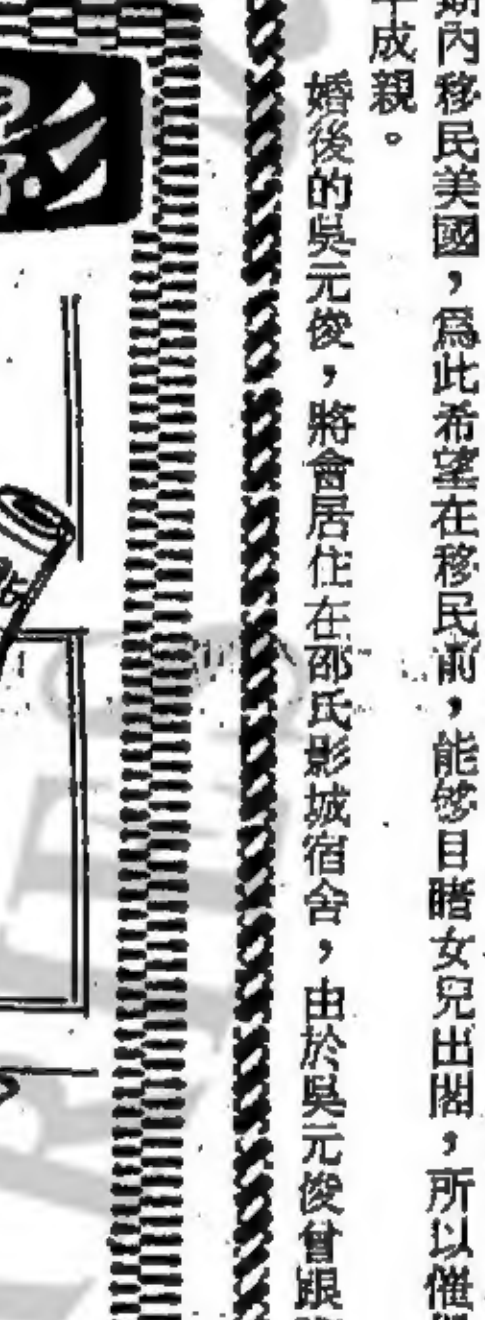 期內移民美國，爲此希望在移民前，能够目睹女兒出閣，所以催
成親。
婚後的吳元俊，將會居住在邵氏影城宿舍，由於吳元俊曾跟
影